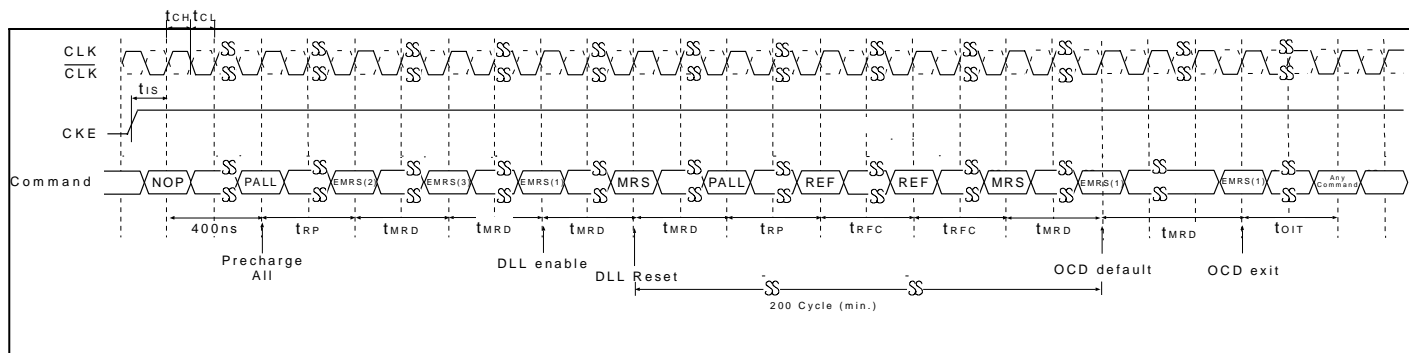 tCH tCL
CLK
CLK
tIS
CKE
Command NOP PALL EMRS(2) EMRS(3) EMRS(1) MRS PALL REF REF MRS EMRS(1) EMRS(1) Any Command
400ns tRP tMRD tMRD tMRD tMRD tRP tRFC tRFC tMRD tMRD tOIT
Precharge All
DLL enable
DLL Reset
OCD default
OCD exit
200 Cycle (min.)